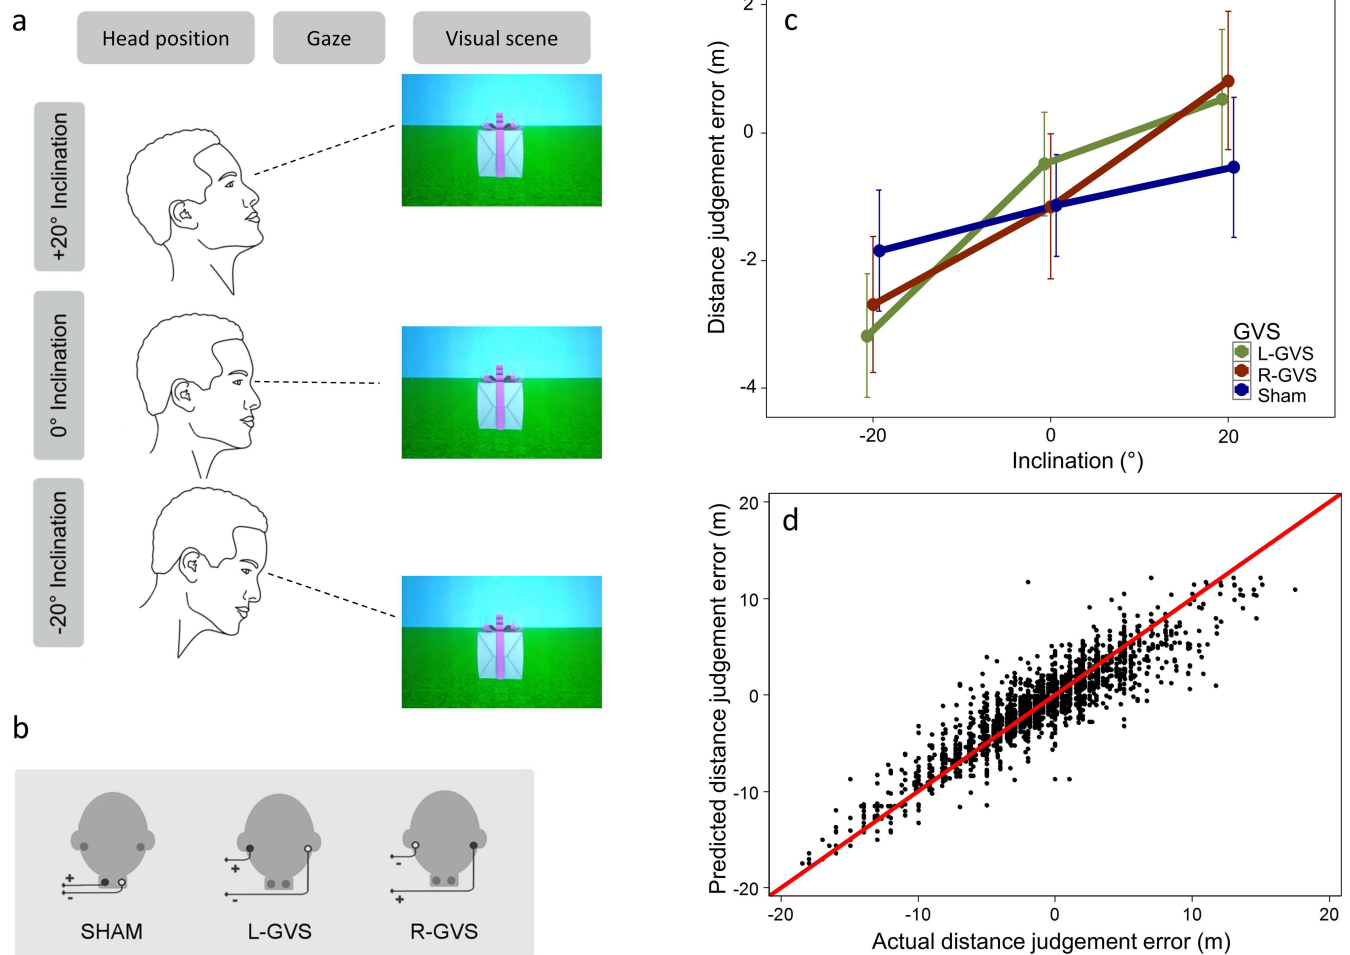 a
Head position
Gaze
Visual scene
+20° Inclination
0° Inclination
-20° Inclination
b
+
-
SHAM
+
-
L-GVS
-
+
R-GVS
c
Distance judgement error (m)
2
0
-2
-4
-20
0
20
Inclination (°)
GVS
L-GVS
R-GVS
Sham
d
Predicted distance judgement error (m)
20
10
0
-10
-20
-20
-10
0
10
20
Actual distance judgement error (m)